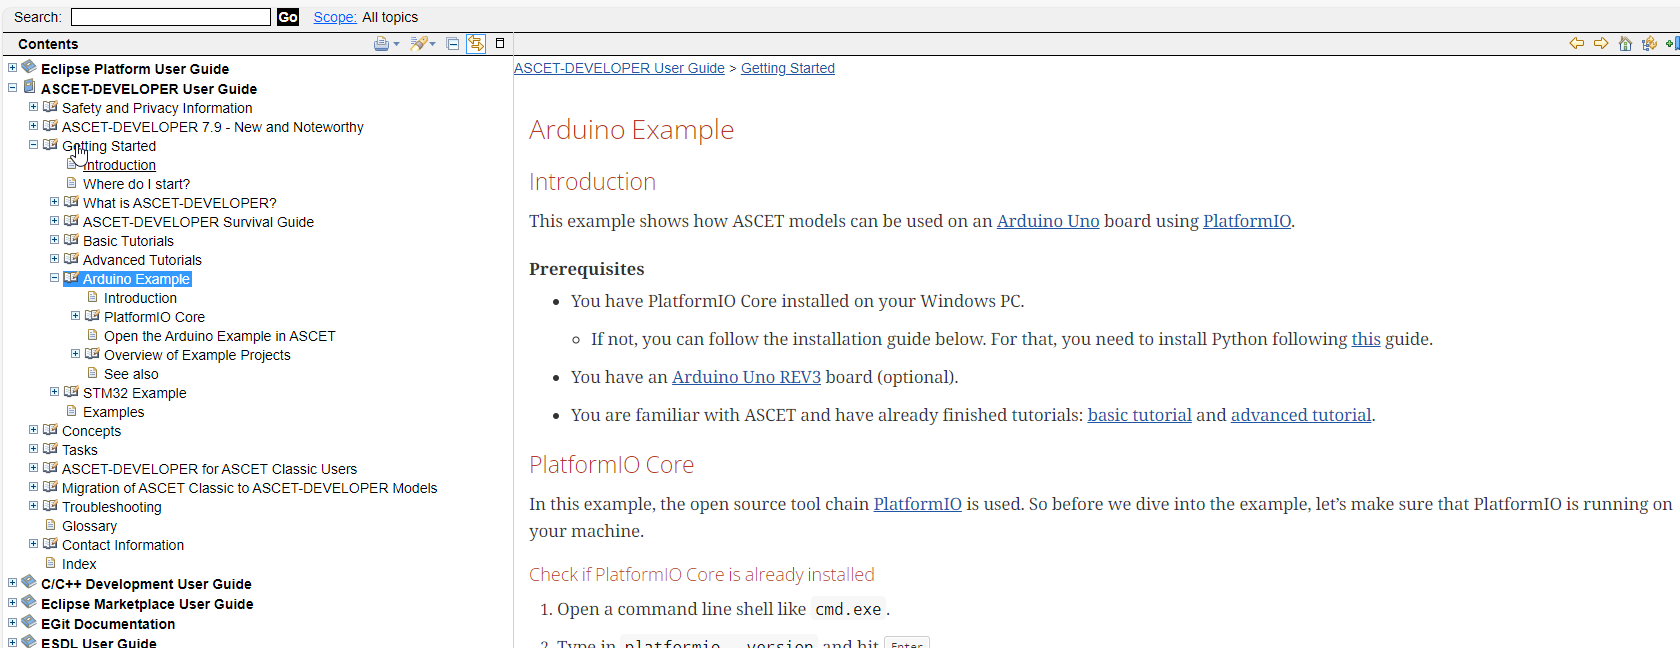 Search: Go Scope: All topics
Contents
Eclipse Platform User Guide
ASCET-DEVELOPER User Guide
Safety and Privacy Information
ASCET-DEVELOPER 7.9 - New and Noteworthy
Getting Started
Introduction
Where do I start?
What is ASCET-DEVELOPER?
ASCET-DEVELOPER Survival Guide
Basic Tutorials
Advanced Tutorials
Arduino Example
Introduction
PlatformIO Core
Open the Arduino Example in ASCET
Overview of Example Projects
See also
STM32 Example
Examples
Concepts
Tasks
ASCET-DEVELOPER for ASCET Classic Users
Migration of ASCET Classic to ASCET-DEVELOPER Models
Troubleshooting
Glossary
Contact Information
Index
C/C++ Development User Guide
Eclipse Marketplace User Guide
EGit Documentation
ESDL User Guide
ASCET-DEVELOPER User Guide > Getting Started
Arduino Example
Introduction
This example shows how ASCET models can be used on an Arduino Uno board using PlatformIO.
Prerequisites
• You have PlatformIO Core installed on your Windows PC.
◦ If not, you can follow the installation guide below. For that, you need to install Python following this guide.
• You have an Arduino Uno REV3 board (optional).
• You are familiar with ASCET and have already finished tutorials: basic tutorial and advanced tutorial.
PlatformIO Core
In this example, the open source tool chain PlatformIO is used. So before we dive into the example, let’s make sure that PlatformIO is running on
your machine.
Check if PlatformIO Core is already installed
1. Open a command line shell like cmd.exe .
2. Type in platformio --version and hit Enter